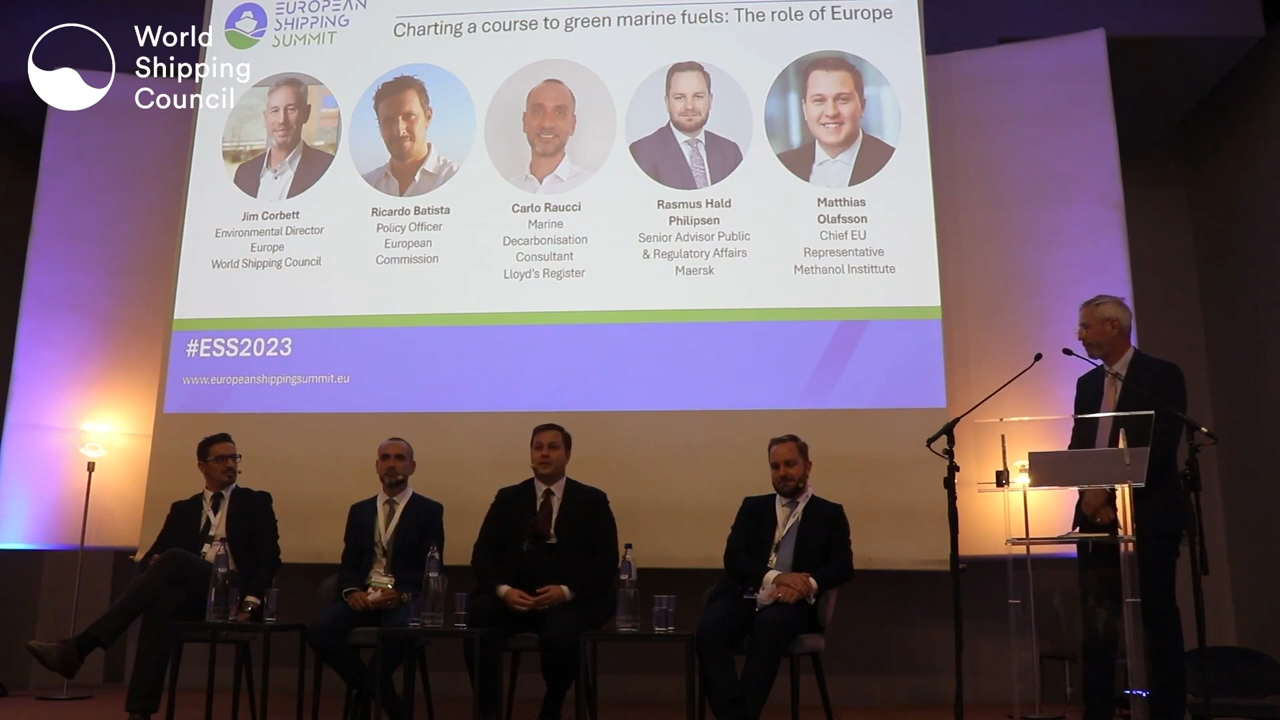 World
Shipping
Council
EUROPEAN
SHIPPING
SUMMIT
Charting a course to green marine fuels: The role of Europe
Jim Corbett
Environmental Director
Europe
World Shipping Council
Ricardo Batista
Policy Officer
European
Commission
Carlo Raucci
Marine
Decarbonisation
Consultant
Lloyd's Register
Rasmus Hald
Philipsen
Senior Advisor Public
& Regulatory Affairs
Maersk
Matthias
Olafsson
Chief EU
Representative
Methanol Instittute
#ESS2023
www.europeanshippingsummit.eu